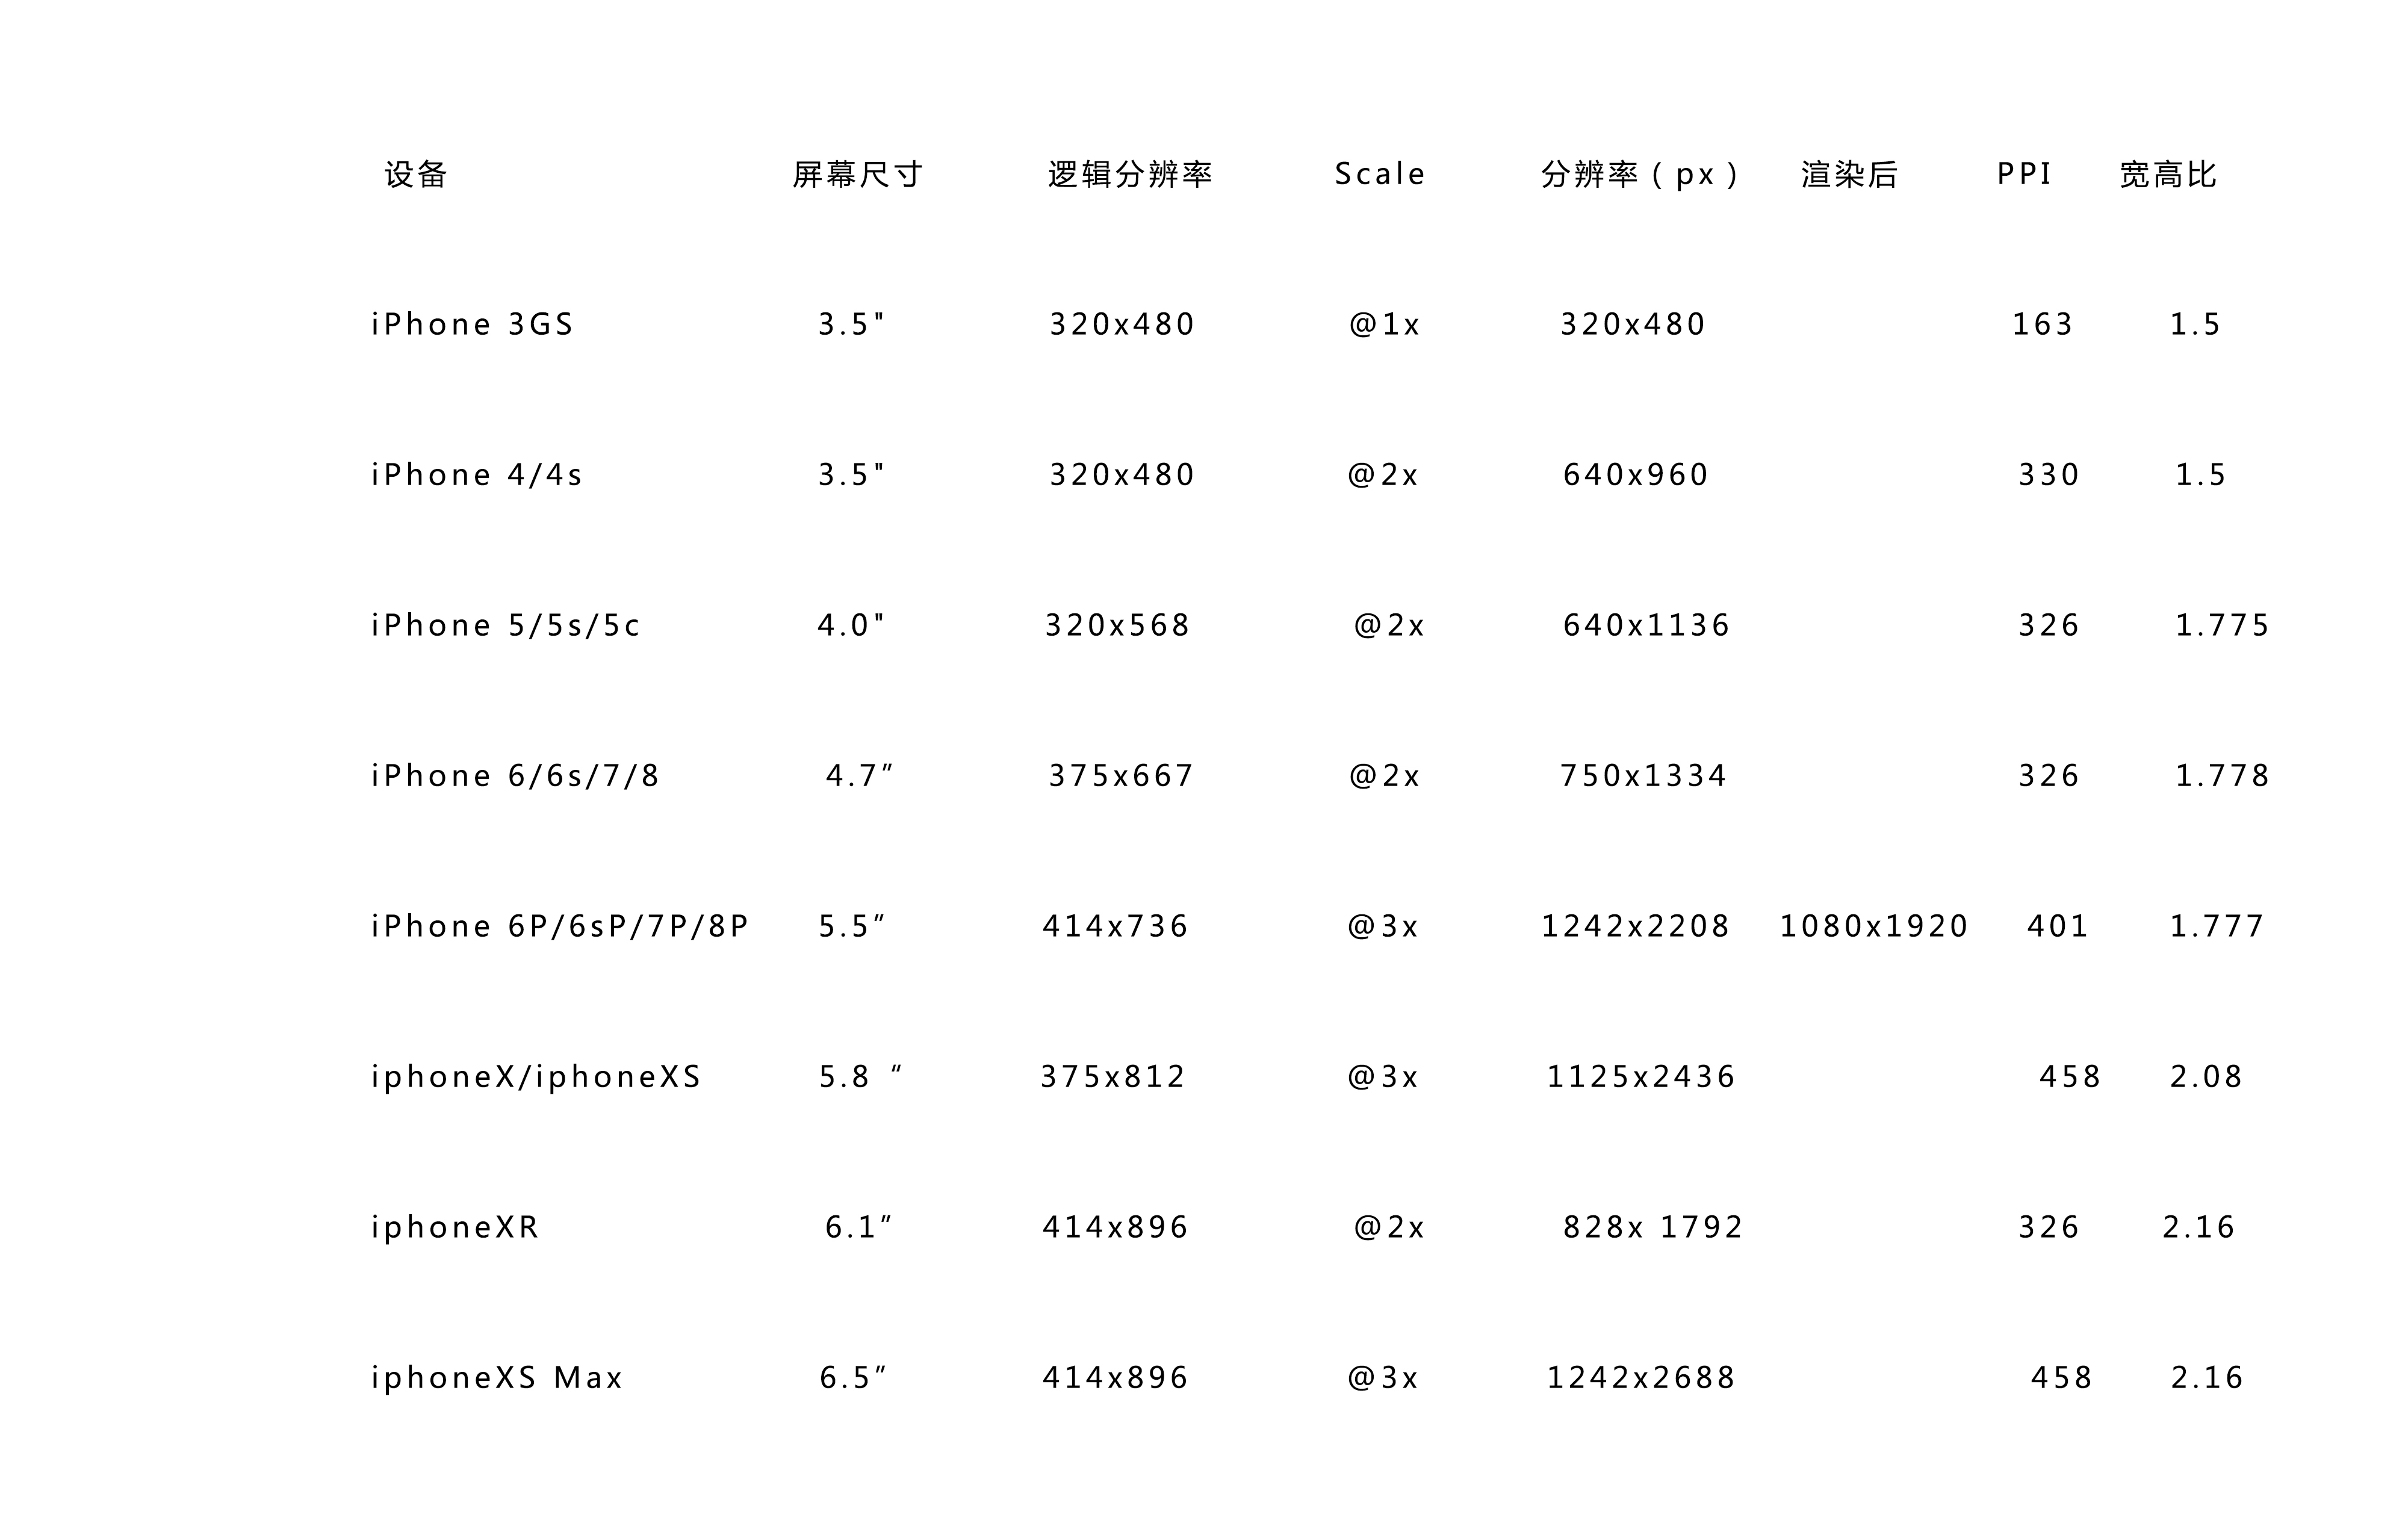 设备 屏幕尺寸 逻辑分辨率 Scale 分辨率(px) 渲染后 PPI 宽高比
iPhone 3GS 3.5" 320x480 @1x 320x480 163 1.5
iPhone 4/4s 3.5" 320x480 @2x 640x960 330 1.5
iPhone 5/5s/5c 4.0" 320x568 @2x 640x1136 326 1.775
iPhone 6/6s/7/8 4.7” 375x667 @2x 750x1334 326 1.778
iPhone 6P/6sP/7P/8P 5.5” 414x736 @3x 1242x2208 1080x1920 401 1.777
iphoneX/iphoneXS 5.8 “ 375x812 @3x 1125x2436 458 2.08
iphoneXR 6.1” 414x896 @2x 828x 1792 326 2.16
iphoneXS Max 6.5” 414x896 @3x 1242x2688 458 2.16